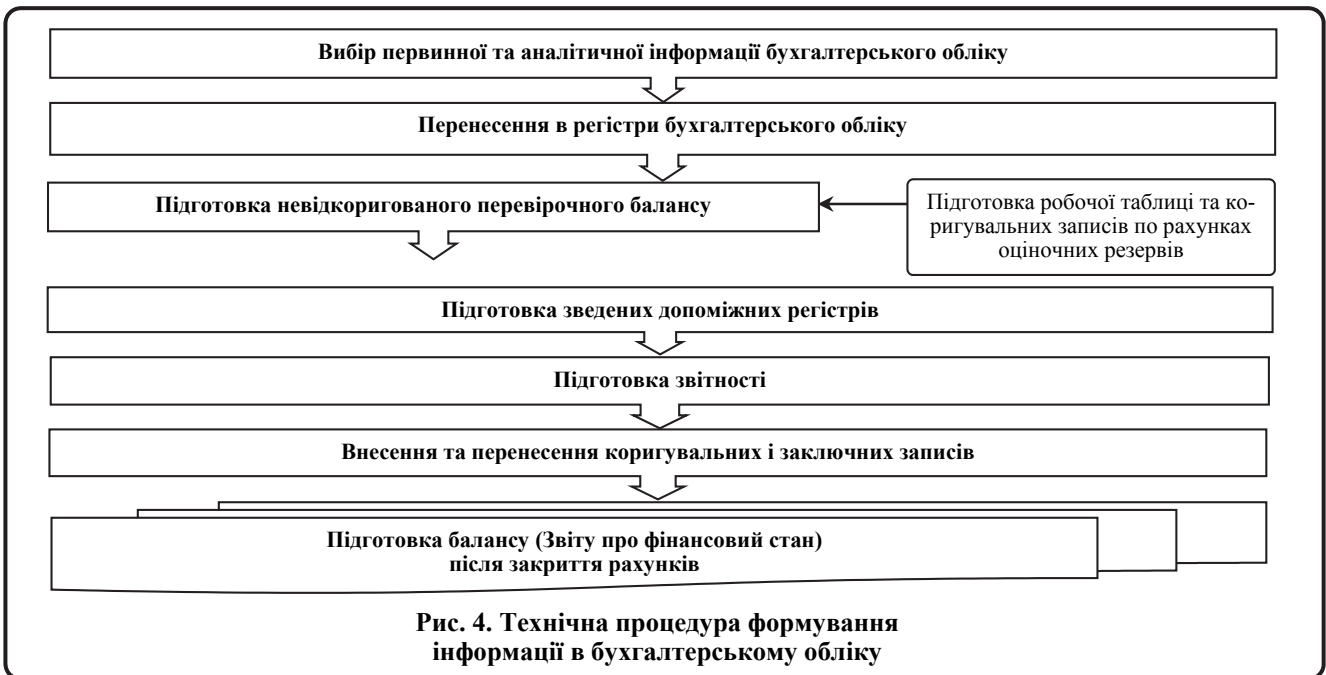 Вибір первинної та аналітичної інформації бухгалтерського обліку
Перенесення в регістри бухгалтерського обліку
Підготовка невідкоригованого перевірочного балансу
Підготовка робочої таблиці та ко-
ригувальних записів по рахунках
оціночних резервів
Підготовка зведених допоміжних регістрів
Підготовка звітності
Внесення та перенесення коригувальних і заключних записів
Підготовка балансу (Звіту про фінансовий стан)
після закриття рахунків
Рис. 4. Технічна процедура формування
інформації в бухгалтерському обліку